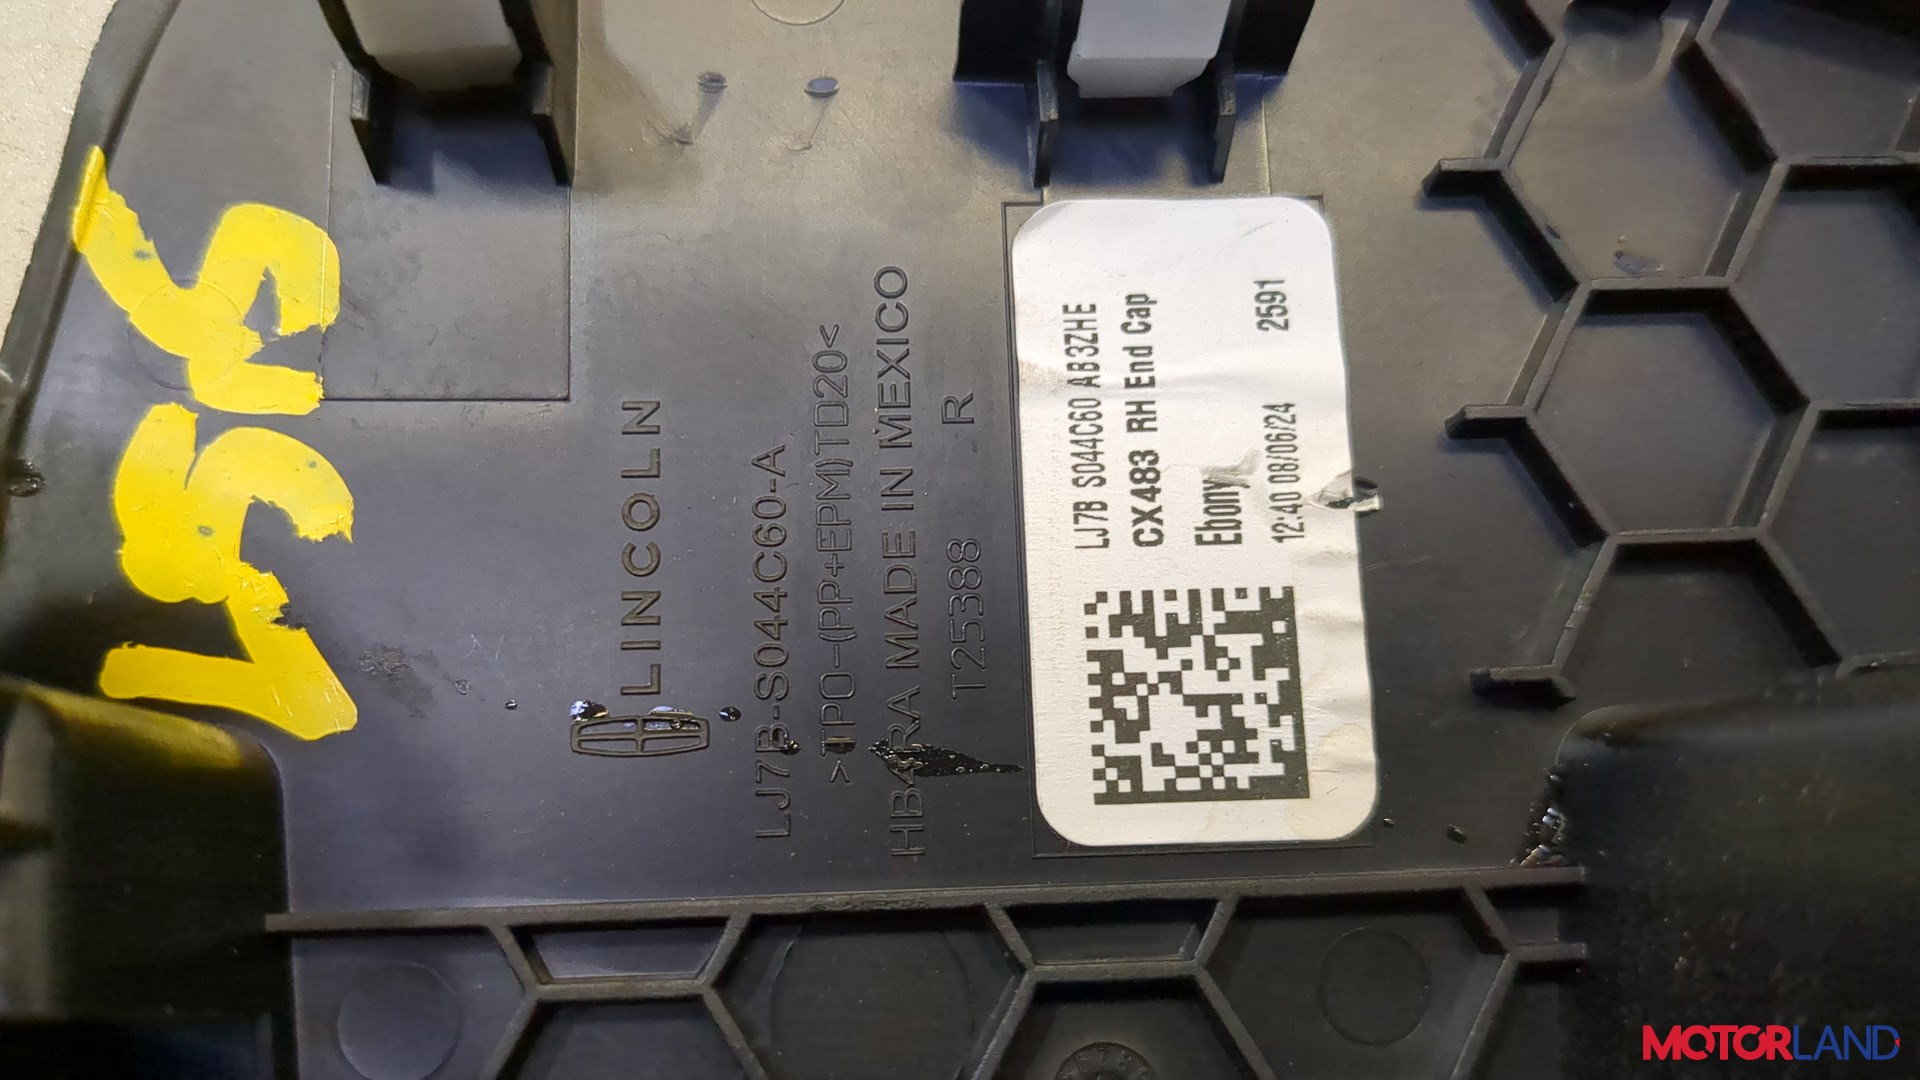 LINCOLN
LJ7B-S044C60-A
>TPO-(PP+EPM)TD20<
HB4RA MADE IN MEXICO
T25388 R
LJ7B S044C60 AB3ZHE
CX483 RH End Cap
Ebony
12:40 08/06/24 2591
MOTORLAND